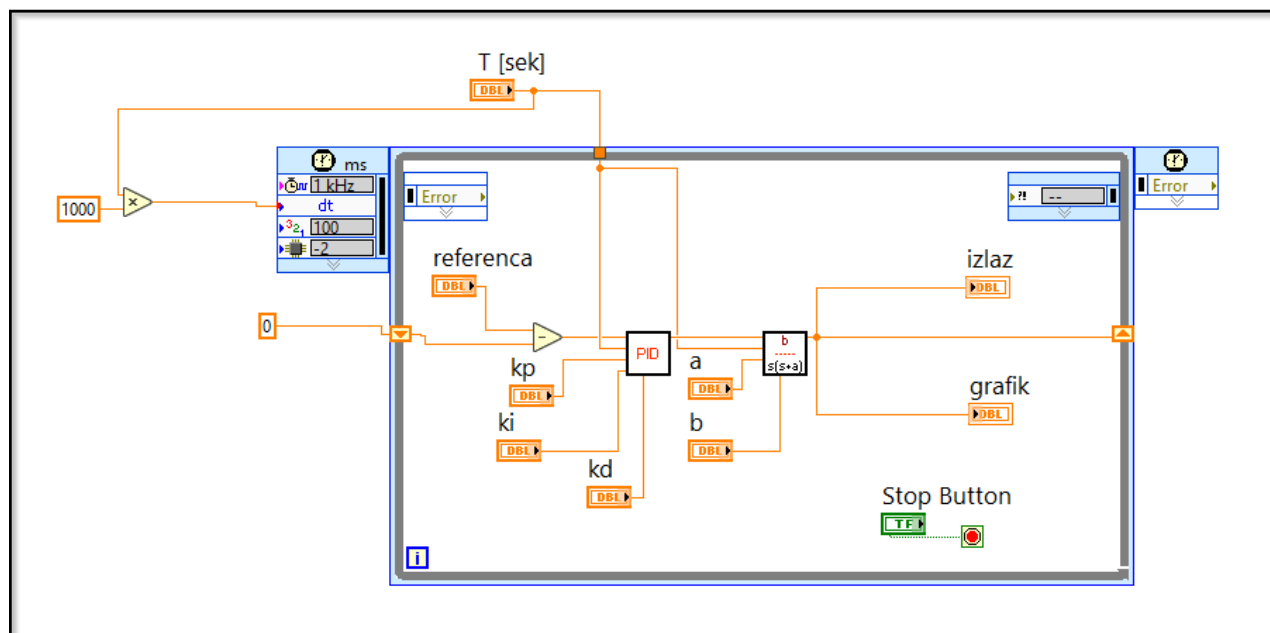 T [sek]
DBL
ms
1 kHz
dt
1000
×
321
100
-2
Error
?!
--
Error
referenca
DBL
izlaz
DBL
0
-
PID
b
-----
s(s+a)
kp
DBL
a
DBL
grafik
DBL
ki
DBL
b
DBL
kd
DBL
Stop Button
TF
i